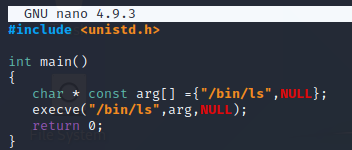 GNU nano 4.9.3
#include <unistd.h>
int main()
{
char * const arg[] ={"/bin/ls",NULL};
execve("/bin/ls",arg,NULL);
return 0;
}